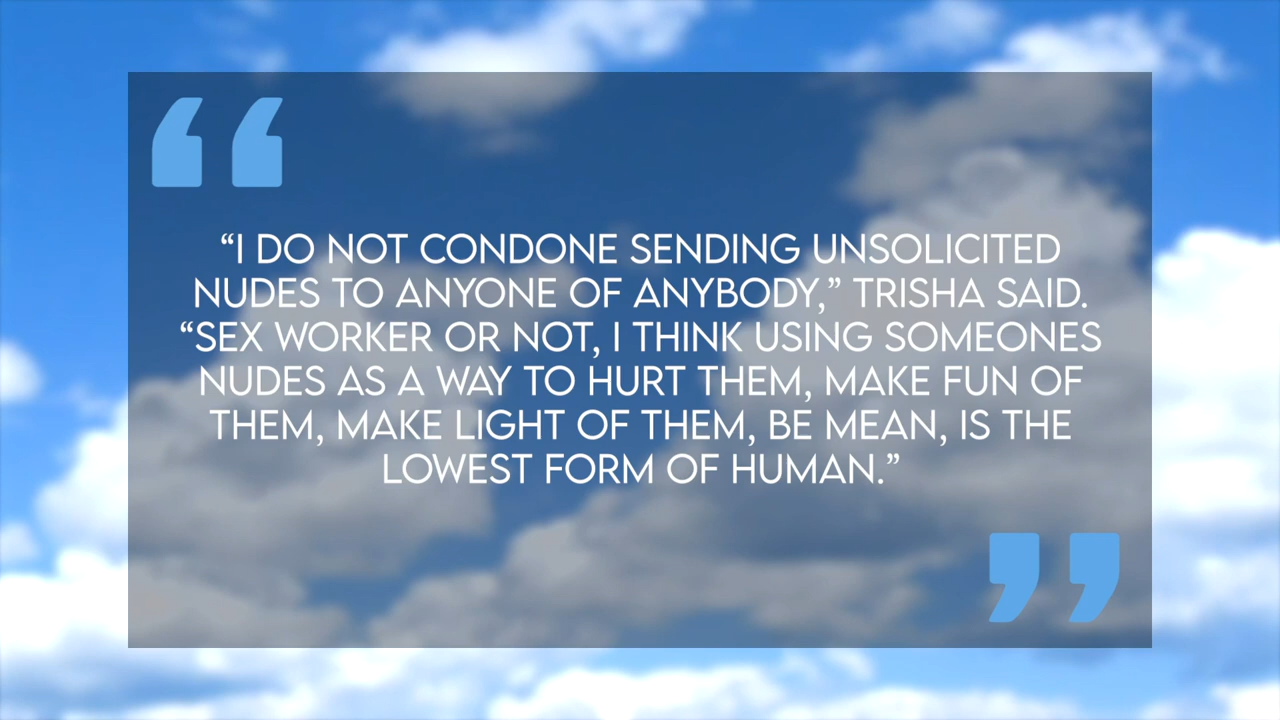 “I DO NOT CONDONE SENDING UNSOLICITED
NUDES TO ANYONE OF ANYBODY,” TRISHA SAID.
“SEX WORKER OR NOT, I THINK USING SOMEONES
NUDES AS A WAY TO HURT THEM, MAKE FUN OF
THEM, MAKE LIGHT OF THEM, BE MEAN, IS THE
LOWEST FORM OF HUMAN.”